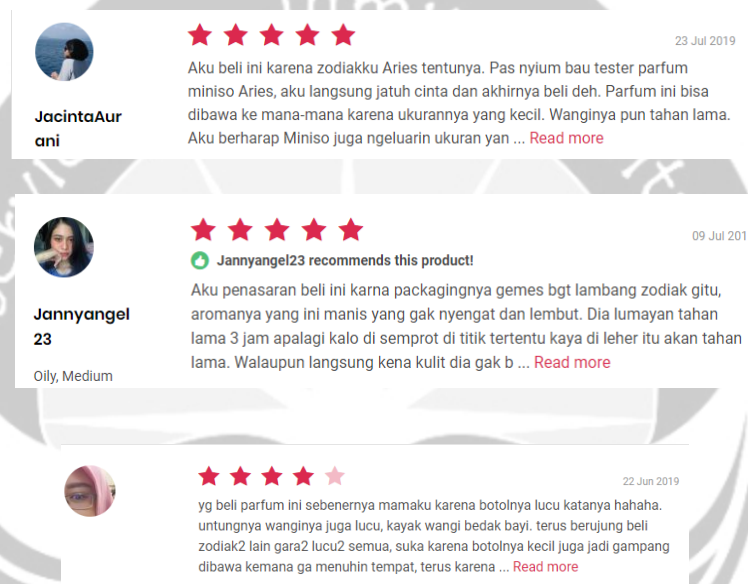 23 Jul 2019
Aku beli ini karena zodiakku Aries tentunya. Pas nyium bau tester parfum
miniso Aries, aku langsung jatuh cinta dan akhirnya beli deh. Parfum ini bisa
dibawa ke mana-mana karena ukurannya yang kecil. Wanginya pun tahan lama.
Aku berharap Miniso juga ngeluarin ukuran yan ... Read more
JacintaAur
ani
09 Jul 201
Jannyangel23 recommends this product!
Aku penasaran beli ini karna packagingnya gemes bgt lambang zodiak gitu,
aromanya yang ini manis yang gak nyengat dan lembut. Dia lumayan tahan
lama 3 jam apalagi kalo di semprot di titik tertentu kaya di leher itu akan tahan
lama. Walaupun langsung kena kulit dia gak b ... Read more
Jannyangel
23
Oily, Medium
22 Jun 2019
yg beli parfum ini sebenernya mamaku karena botolnya lucu katanya hahaha.
untungnya wanginya juga lucu, kayak wangi bedak bayi. terus berujung beli
zodiak2 lain gara2 lucu2 semua, suka karena botolnya kecil juga jadi gampang
dibawa kemana ga menuhin tempat, terus karena ... Read more